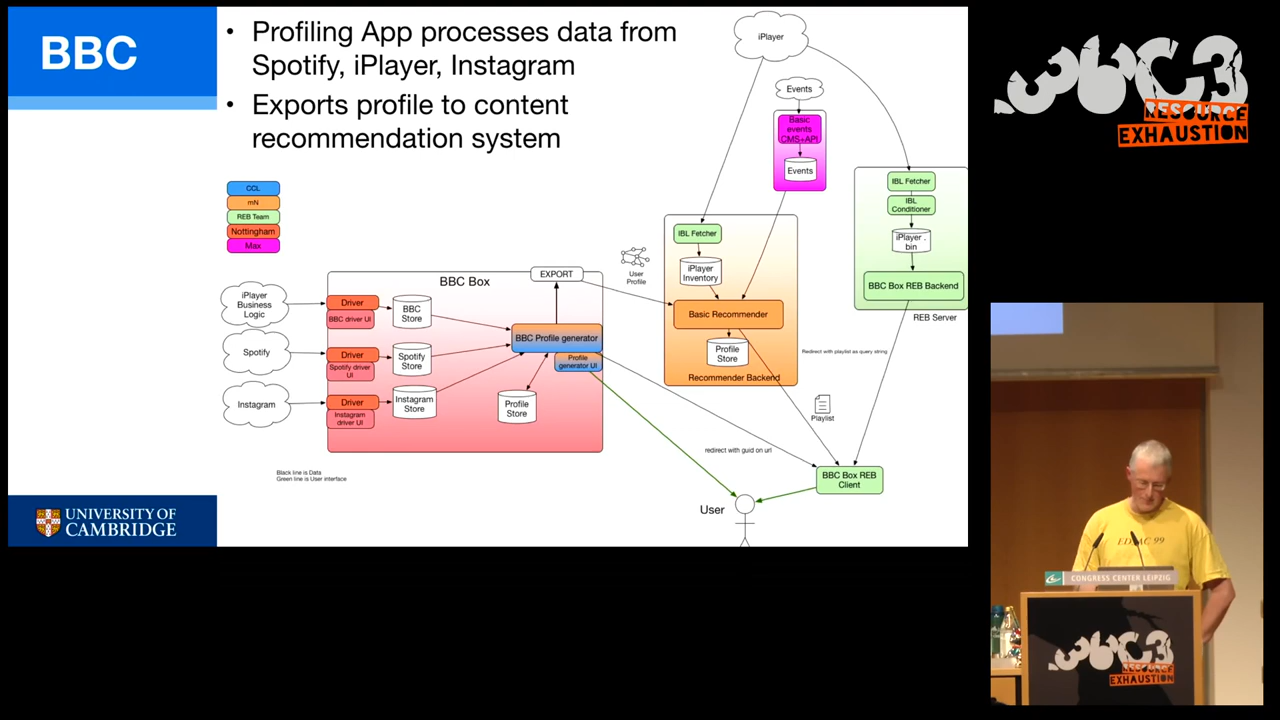 BBC
• Profiling App processes data from
Spotify, iPlayer, Instagram
• Exports profile to content
recommendation system
CCL
mN
REB Team
Nottingham
Max
iPlayer
Events
Basic
events
CMS+API
Events
IBL Fetcher
IBL
Conditioner
iPlayer .
bin
BBC Box REB Backend
REB Server
IBL Fetcher
iPlayer
Inventory
Basic Recommender
Profile
Store
Recommender Backend
User
Profile
EXPORT
BBC Box
iPlayer
Business
Logic
Driver
BBC driver UI
BBC
Store
Spotify
Driver
Spotify driver
UI
Spotify
Store
Instagram
Driver
Instagram
driver UI
Instagram
Store
BBC Profile generator
Profile
generator UI
Profile
Store
Redirect with playlist as query string
Playlist
redirect with guid on url
BBC Box REB
Client
User
Black line is Data
Green line is User interface
UNIVERSITY OF
CAMBRIDGE
36C3
RESOURCE
EXHAUSTION
EDSAC 99
CONGRESS CENTER LEIPZIG
36C3
RESOURCE
EXHAUSTION